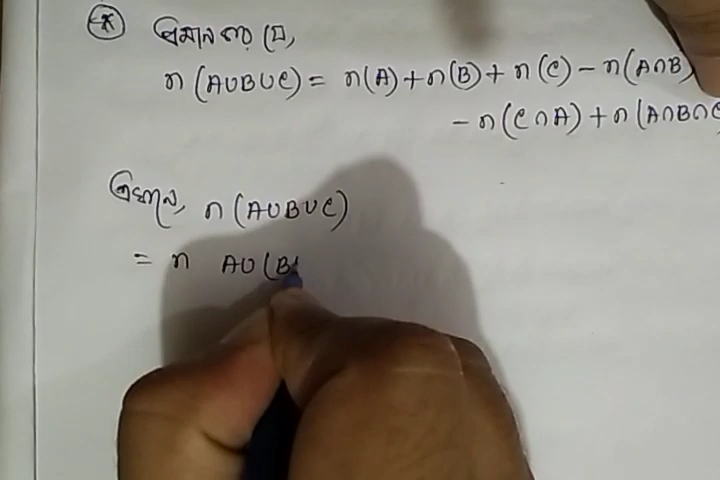 * প্রমাণ কর যে,
n (A∪B∪C) = n(A) + n(B) + n(C) − n(A∩B)
− n(C∩A) + n(A∩B∩C
প্রমাণ, n (A∪B∪C)
= n A∪(B